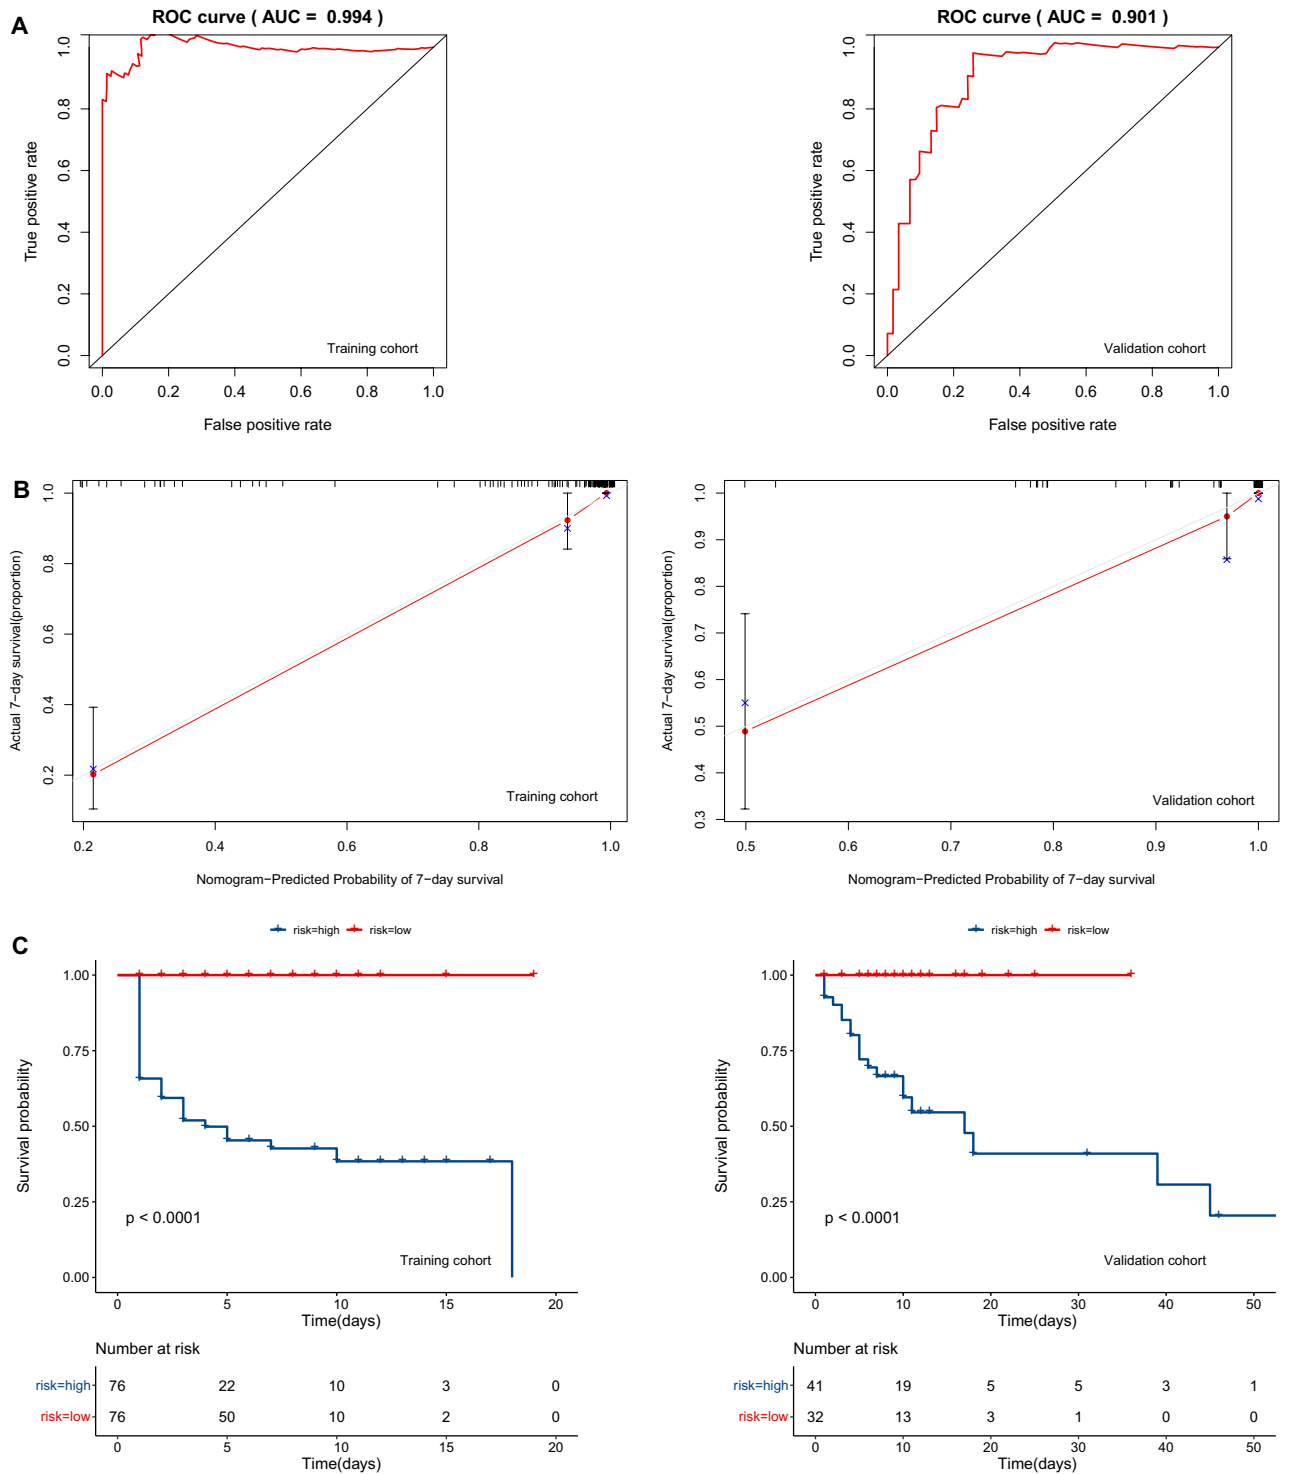 A
ROC curve ( AUC = 0.994 )
True positive rate
0.0 0.2 0.4 0.6 0.8 1.0
Training cohort
0.0 0.2 0.4 0.6 0.8 1.0
False positive rate
ROC curve ( AUC = 0.901 )
True positive rate
0.0 0.2 0.4 0.6 0.8 1.0
Validation cohort
0.0 0.2 0.4 0.6 0.8 1.0
False positive rate
B
Actual 7−day survival(proportion)
0.2 0.4 0.6 0.8 1.0
Training cohort
0.2 0.4 0.6 0.8 1.0
Nomogram−Predicted Probability of 7−day survival
Actual 7−day survival(proportion)
0.3 0.4 0.5 0.6 0.7 0.8 0.9 1.0
Validation cohort
0.5 0.6 0.7 0.8 0.9 1.0
Nomogram−Predicted Probability of 7−day survival
C
risk=high risk=low
Survival probability
1.00
0.75
0.50
0.25
0.00
p < 0.0001
Training cohort
0 5 10 15 20
Time(days)
Number at risk
risk=high 76 22 10 3 0
risk=low 76 50 10 2 0
0 5 10 15 20
Time(days)
risk=high risk=low
Survival probability
1.00
0.75
0.50
0.25
0.00
p < 0.0001
Validation cohort
0 10 20 30 40 50
Time(days)
Number at risk
risk=high 41 19 5 5 3 1
risk=low 32 13 3 1 0 0
0 10 20 30 40 50
Time(days)